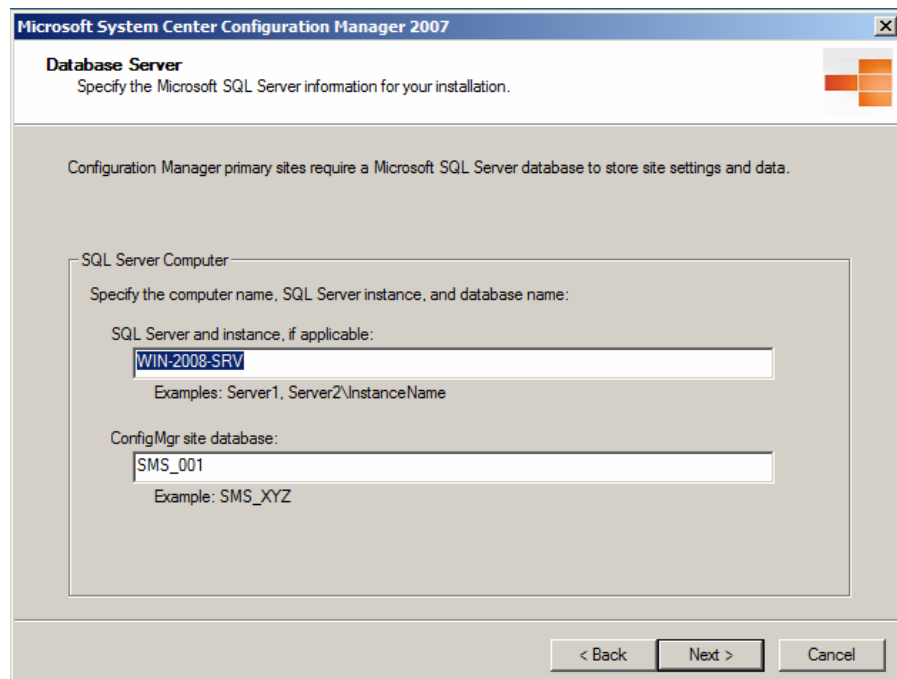 Microsoft System Center Configuration Manager 2007
Database Server
Specify the Microsoft SQL Server information for your installation.
Configuration Manager primary sites require a Microsoft SQL Server database to store site settings and data.
SQL Server Computer
Specify the computer name, SQL Server instance, and database name:
SQL Server and instance, if applicable:
WIN-2008-SRV
Examples: Server1, Server2\InstanceName
ConfigMgr site database:
SMS_001
Example: SMS_XYZ
< Back Next > Cancel